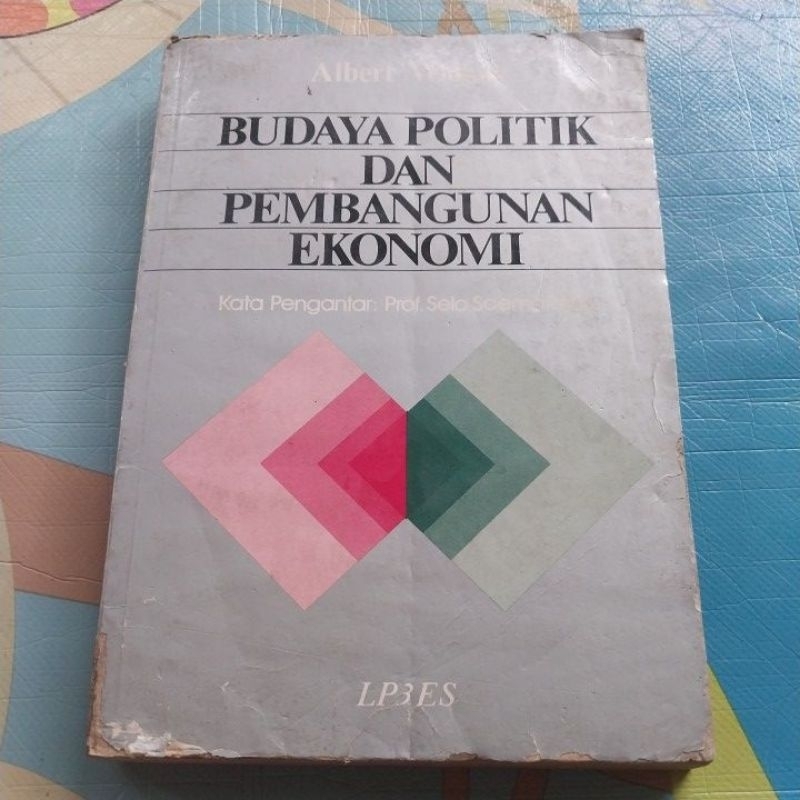 Albert
BUDAYA POLITIK
DAN
PEMBANGUNAN
EKONOMI
Kata Pengantar: Prof. Selo
LP3ES